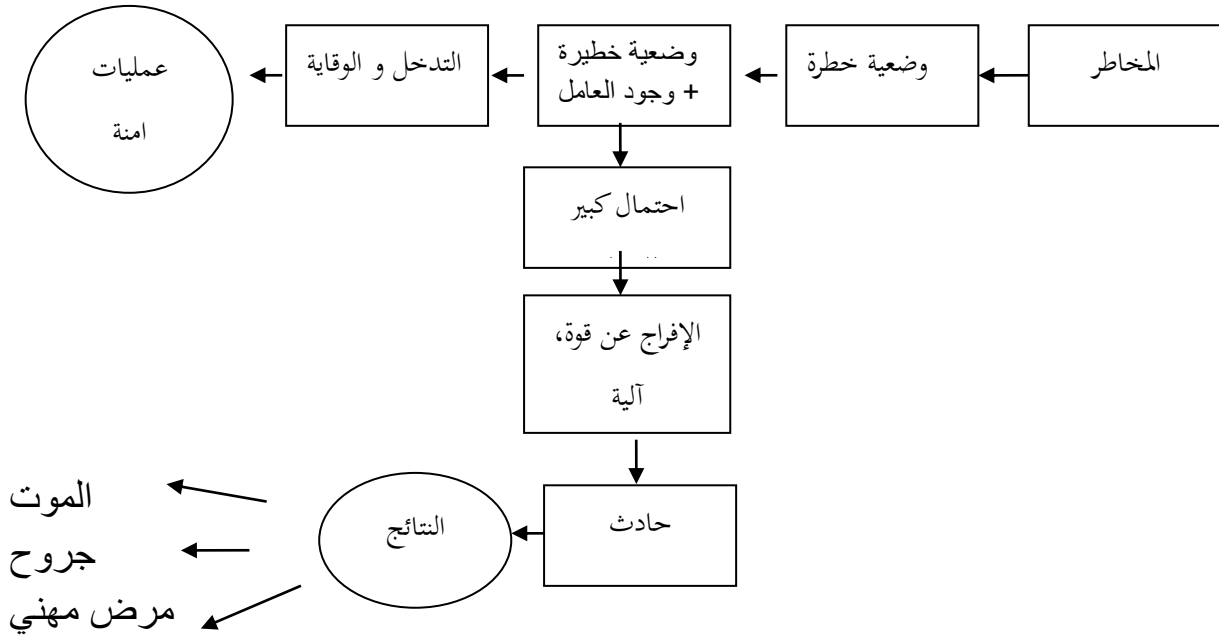 المخاطر
وضعية خطرة
وضعية خطيرة
+ وجود العامل
التدخل و الوقاية
عمليات
امنة
احتمال كبير
الإفراج عن قوة،
آلية
حادث
النتائج
الموت
جروح
مرض مهني